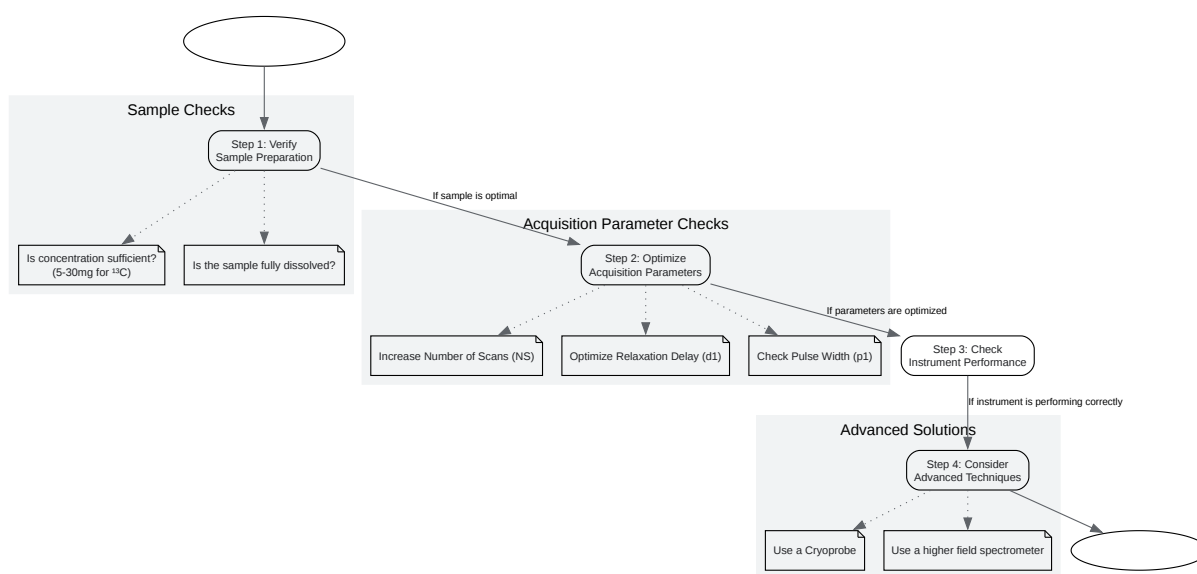 Sample Checks
Step 1: Verify
Sample Preparation
If sample is optimal
Is concentration sufficient?
(5-30mg for ¹³C)
Is the sample fully dissolved?
Acquisition Parameter Checks
Step 2: Optimize
Acquisition Parameters
If parameters are optimized
Increase Number of Scans (NS)
Optimize Relaxation Delay (d1)
Check Pulse Width (p1)
Step 3: Check
Instrument Performance
If instrument is performing correctly
Advanced Solutions
Step 4: Consider
Advanced Techniques
Use a Cryoprobe
Use a higher field spectrometer